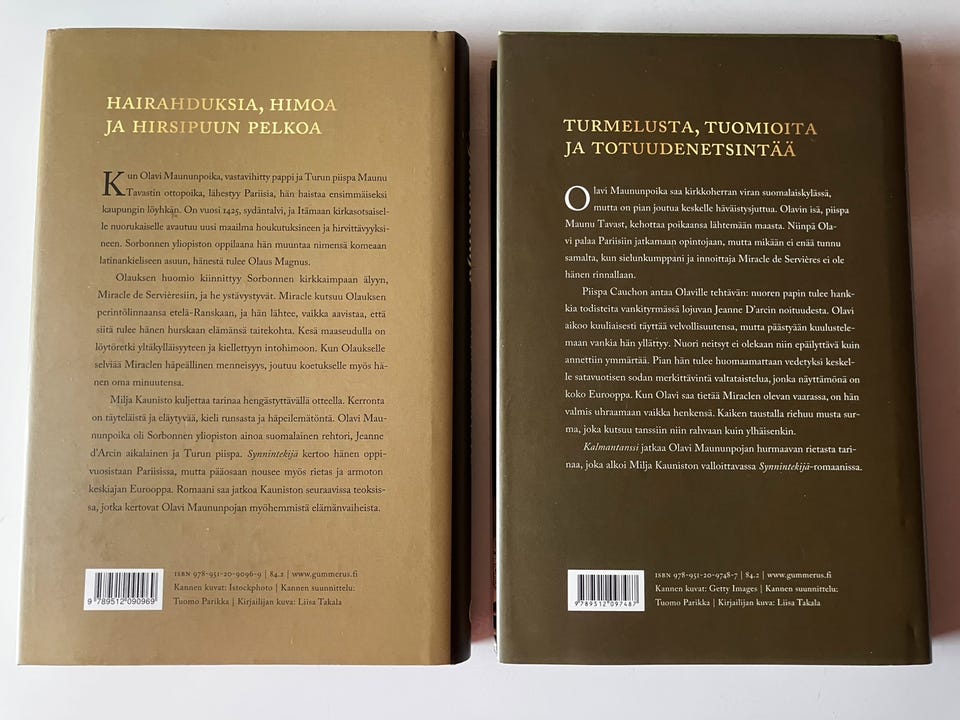 HAIRAHDUKSIA, HIMOA
JA HIRSIPUUN PELKOA
Kun Olavi Maununpoika, vastavihitty pappi ja Turun piispa Maunu
Tavastin ottopoika, lähestyy Pariisia, hän haistaa ensimmäiseksi
kaupungin löyhkän. On vuosi 1425, sydäntalvi, ja Itämaan kirkasotsaisel-
le nuorukaiselle avautuu uusi maailma houkutuksineen ja hirvittävyyksi-
neen. Sorbonnen yliopiston oppilaana hän muuntaa nimensä komeaan
latinankieliseen asuun, hänestä tulee Olaus Magnus.
Olauksen huomio kiinnittyy Sorbonnen kirkkaimpaan älyyn,
Miracle de Servièresiin, ja he ystävystyvät. Miracle kutsuu Olauksen
perintölinnaansa etelä-Ranskaan, ja hän lähtee, vaikka aavistaa, että
siitä tulee hänen hurskaan elämänsä taitekohta. Kesä maaseudulla on
löytöretki yltäkylläisyyteen ja kiellettyyn intohimoon. Kun Olaukselle
selviää Miraclen häpeällinen menneisyys, joutuu koetukselle myös hä-
nen oma minuutensa.
Milja Kaunisto kuljettaa tarinaa hengästyttävällä otteella. Kerronta
on täyteläistä ja eläytyvää, kieli runsasta ja häpeilemätöntä. Olavi Mau-
nunpoika oli Sorbonnen yliopiston ainoa suomalainen rehtori, Jeanne
d'Arcin aikalainen ja Turun piispa. Synnintekijä kertoo hänen oppi-
vuosistaan Pariisissa, mutta pääosaan nousee myös rietas ja armoton
keskiajan Eurooppa. Romaani saa jatkoa Kauniston seuraavissa teoksis-
sa, jotka kertovat Olavi Maununpojan myöhemmistä elämänvaiheista.
ISBN 978-951-20-9096-9 | 84.2 | www.gummerus.fi
Kannen kuvat: Istockphoto | Kannen suunnittelu:
Tuomo Parikka | Kirjailijan kuva: Liisa Takala
9 789512 090969
TURMELUSTA, TUOMIOITA
JA TOTUUDENETSINTÄÄ
Olavi Maununpoika saa kirkkoherran viran suomalaiskylässä,
mutta on pian joutua keskelle häväistysjuttua. Olavin isä, piispa
Maunu Tavast, kehottaa poikaansa lähtemään maasta. Niinpä Ola-
vi palaa Pariisiin jatkamaan opintojaan, mutta mikään ei enää tunnu
samalta, kun sielunkumppani ja innoittaja Miracle de Servières ei ole
hänen rinnallaan.
Piispa Cauchon antaa Olaville tehtävän: nuoren papin tulee hank-
kia todisteita vankityrmässä lojuvan Jeanne D'arcin noituudesta. Olavi
aikoo kuuliaisesti täyttää velvollisuutensa, mutta päästyään kuulustele-
maan vankia hän yllättyy. Nuori neitsyt ei olekaan niin epäilyttävä kuin
annettiin ymmärtää. Pian hän tulee huomaamattaan vedetyksi keskel-
le satavuotisen sodan merkittävintä valtataistelua, jonka näyttämönä on
koko Eurooppa. Kun Olavi saa tietää Miraclen olevan vaarassa, on hän
valmis uhraamaan vaikka henkensä. Kaiken taustalla riehuu musta sur-
ma, joka kutsuu tanssiin niin rahvaan kuin ylhäisenkin.
Kalmantanssi jatkaa Olavi Maununpojan hurmaavan rietasta tari-
naa, joka alkoi Milja Kauniston valloittavassa Synnintekijä-romaanissa.
ISBN 978-951-20-9748-7 | 84.2 | www.gummerus.fi
Kannen kuvat: Getty Images | Kannen suunnittelu:
Tuomo Parikka | Kirjailijan kuva: Liisa Takala
9 789512 097487